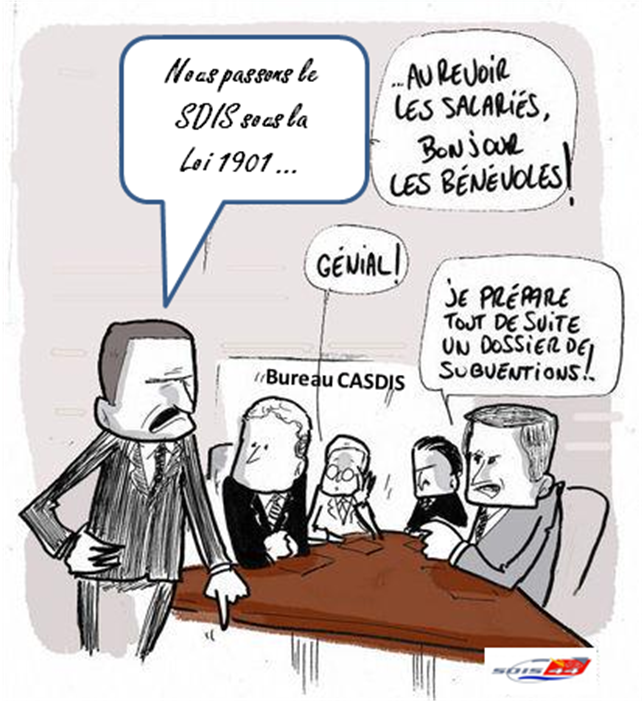 Nous passons le
SDIS sous la
Loi 1901...
...AU REVOIR
LES SALARIÉS,
BONJOUR
LES BÉNÉVOLES!
GÉNIAL!
JE PRÉPARE
TOUT DE SUITE
UN DOSSIER DE
SUBVENTIONS!..
Bureau CASDIS
SDIS 44